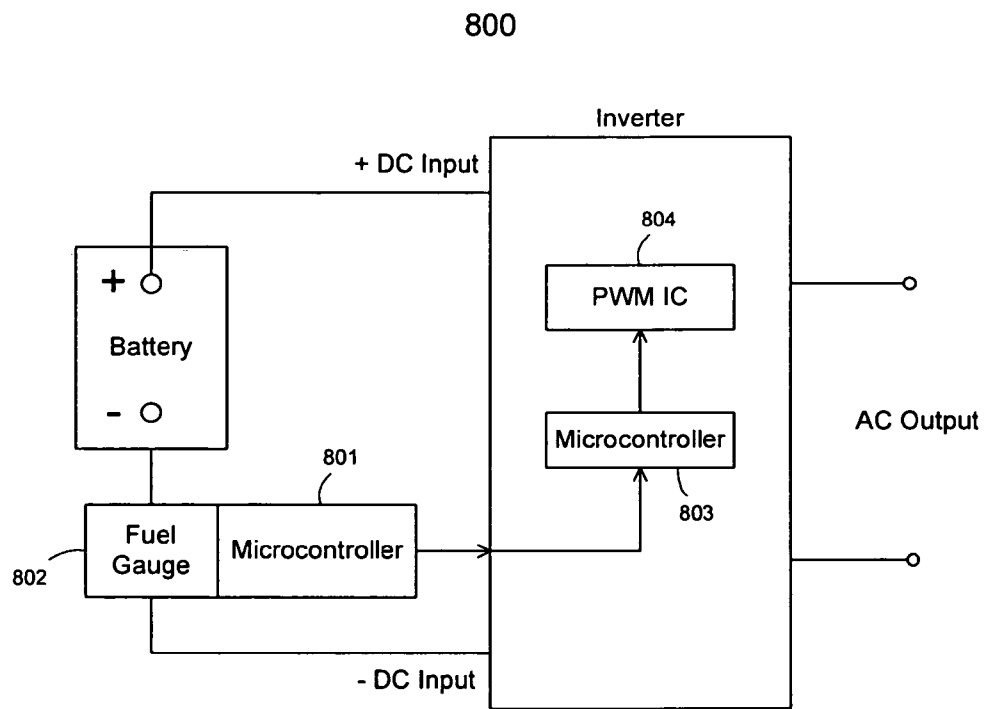 800
Inverter
+ DC Input
804
PWM IC
+
Battery
-
AC Output
Microcontroller
803
801
Fuel
Gauge
Microcontroller
802
- DC Input